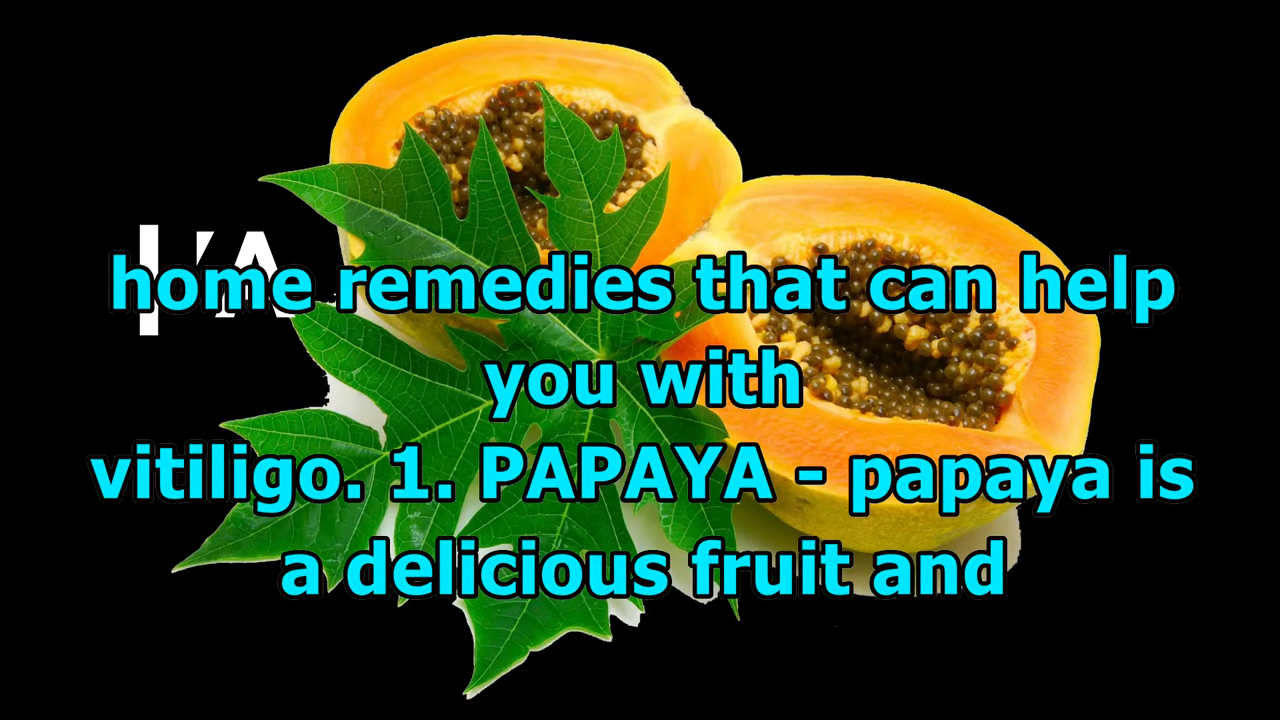 home remedies that can help
you with
vitiligo. 1. PAPAYA - papaya is
a delicious fruit and